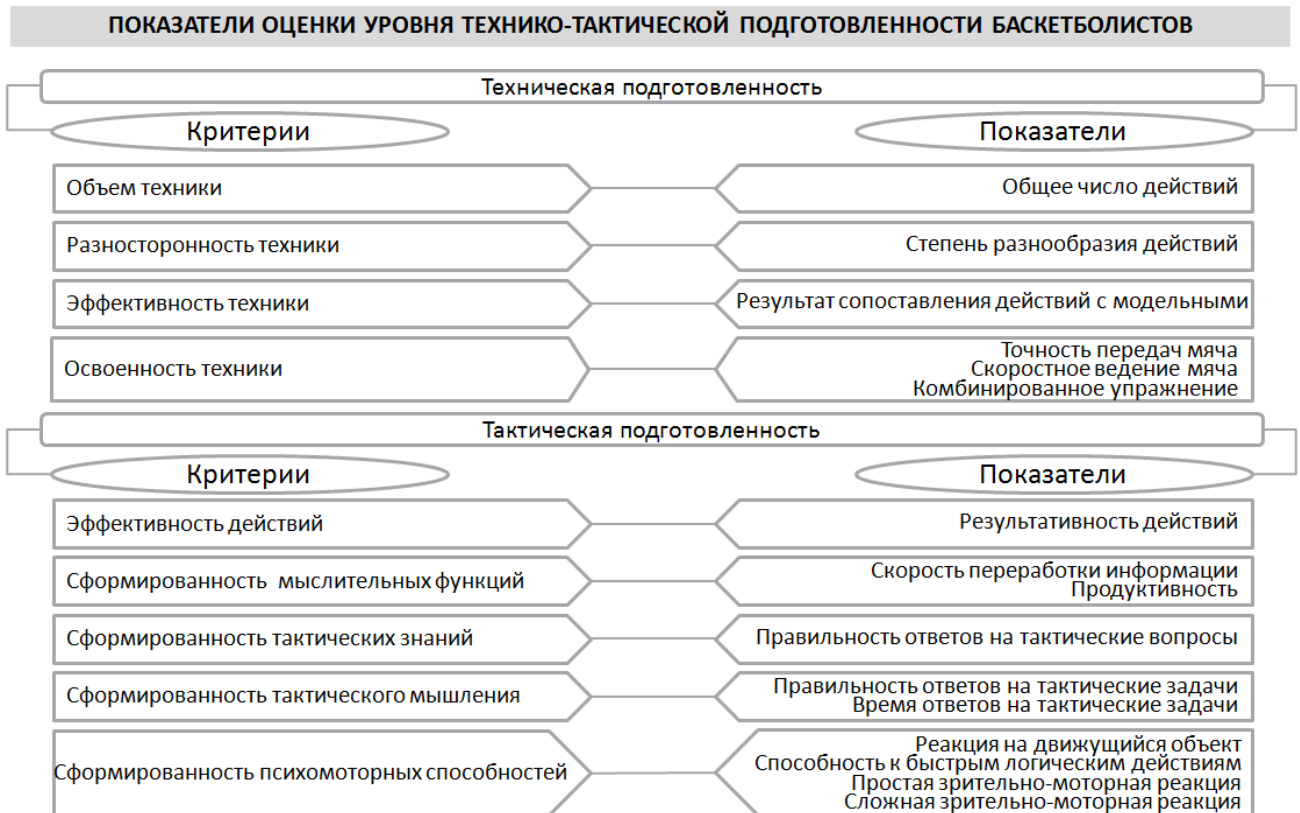 ПОКАЗАТЕЛИ ОЦЕНКИ УРОВНЯ ТЕХНИКО-ТАКТИЧЕСКОЙ ПОДГОТОВЛЕННОСТИ БАСКЕТБОЛИСТОВ
Техническая подготовленность
Критерии
Показатели
Объем техники
Общее число действий
Разносторонность техники
Степень разнообразия действий
Эффективность техники
Результат сопоставления действий с модельными
Освоенность техники
Точность передач мяча
Скоростное ведение мяча
Комбинированное упражнение
Тактическая подготовленность
Критерии
Показатели
Эффективность действий
Результативность действий
Сформированность мыслительных функций
Скорость переработки информации
Продуктивность
Сформированность тактических знаний
Правильность ответов на тактические вопросы
Сформированность тактического мышления
Правильность ответов на тактические задачи
Время ответов на тактические задачи
Сформированность психомоторных способностей
Реакция на движущийся объект
Способность к быстрым логическим действиям
Простая зрительно-моторная реакция
Сложная зрительно-моторная реакция